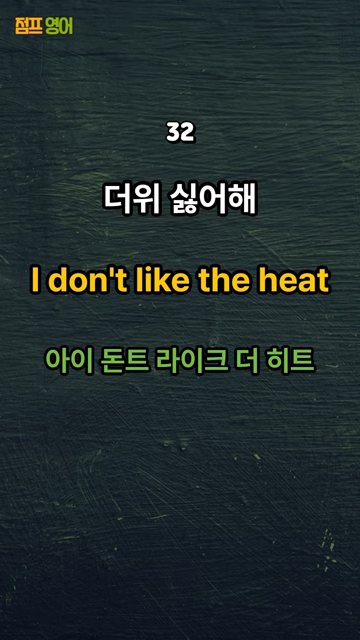 점프 영어
32
더위 싫어해
I don't like the heat
아이 돈트 라이크 더 히트